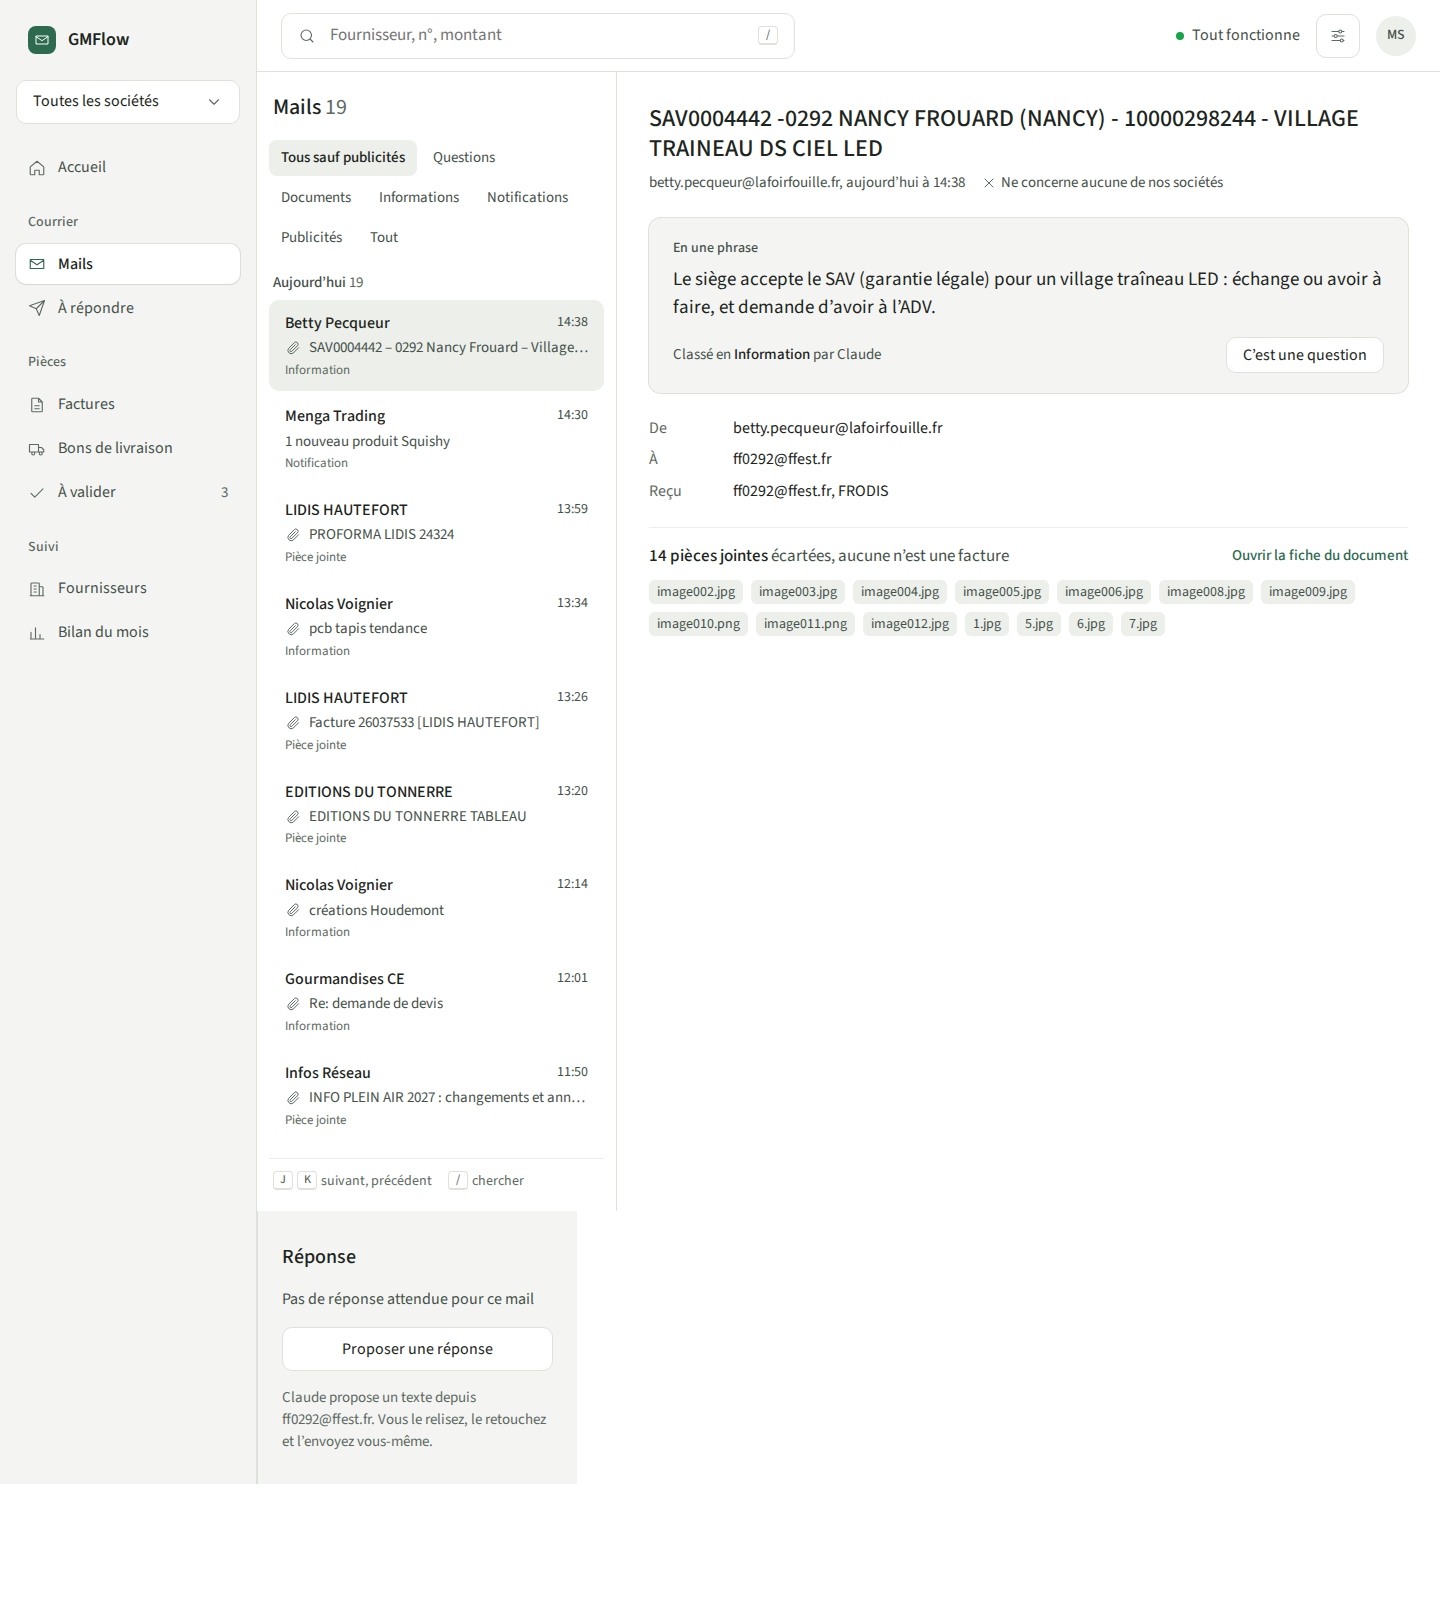 GMFlow
Toutes les sociétés
Accueil
Courrier
Mails
À répondre
Pièces
Factures
Bons de livraison
À valider 3
Suivi
Fournisseurs
Bilan du mois
Fournisseur, n°, montant /
Tout fonctionne
MS
Mails 19
Tous sauf publicités Questions
Documents Informations Notifications
Publicités Tout
Aujourd’hui 19
Betty Pecqueur 14:38
SAV0004442 – 0292 Nancy Frouard – Village…
Information
Menga Trading 14:30
1 nouveau produit Squishy
Notification
LIDIS HAUTEFORT 13:59
PROFORMA LIDIS 24324
Pièce jointe
Nicolas Voignier 13:34
pcb tapis tendance
Information
LIDIS HAUTEFORT 13:26
Facture 26037533 [LIDIS HAUTEFORT]
Pièce jointe
EDITIONS DU TONNERRE 13:20
EDITIONS DU TONNERRE TABLEAU
Pièce jointe
Nicolas Voignier 12:14
créations Houdemont
Information
Gourmandises CE 12:01
Re: demande de devis
Information
Infos Réseau 11:50
INFO PLEIN AIR 2027 : changements et ann…
Pièce jointe
J K suivant, précédent / chercher
SAV0004442 -0292 NANCY FROUARD (NANCY) - 10000298244 - VILLAGE
TRAINEAU DS CIEL LED
betty.pecqueur@lafoirfouille.fr, aujourd’hui à 14:38 Ne concerne aucune de nos sociétés
En une phrase
Le siège accepte le SAV (garantie légale) pour un village traîneau LED : échange ou avoir à
faire, et demande d’avoir à l’ADV.
Classé en Information par Claude C’est une question
De betty.pecqueur@lafoirfouille.fr
À ff0292@ffest.fr
Reçu ff0292@ffest.fr, FRODIS
14 pièces jointes écartées, aucune n’est une facture Ouvrir la fiche du document
image002.jpg image003.jpg image004.jpg image005.jpg image006.jpg image008.jpg image009.jpg
image010.png image011.png image012.jpg 1.jpg 5.jpg 6.jpg 7.jpg
Réponse
Pas de réponse attendue pour ce mail
Proposer une réponse
Claude propose un texte depuis
ff0292@ffest.fr. Vous le relisez, le retouchez
et l’envoyez vous-même.